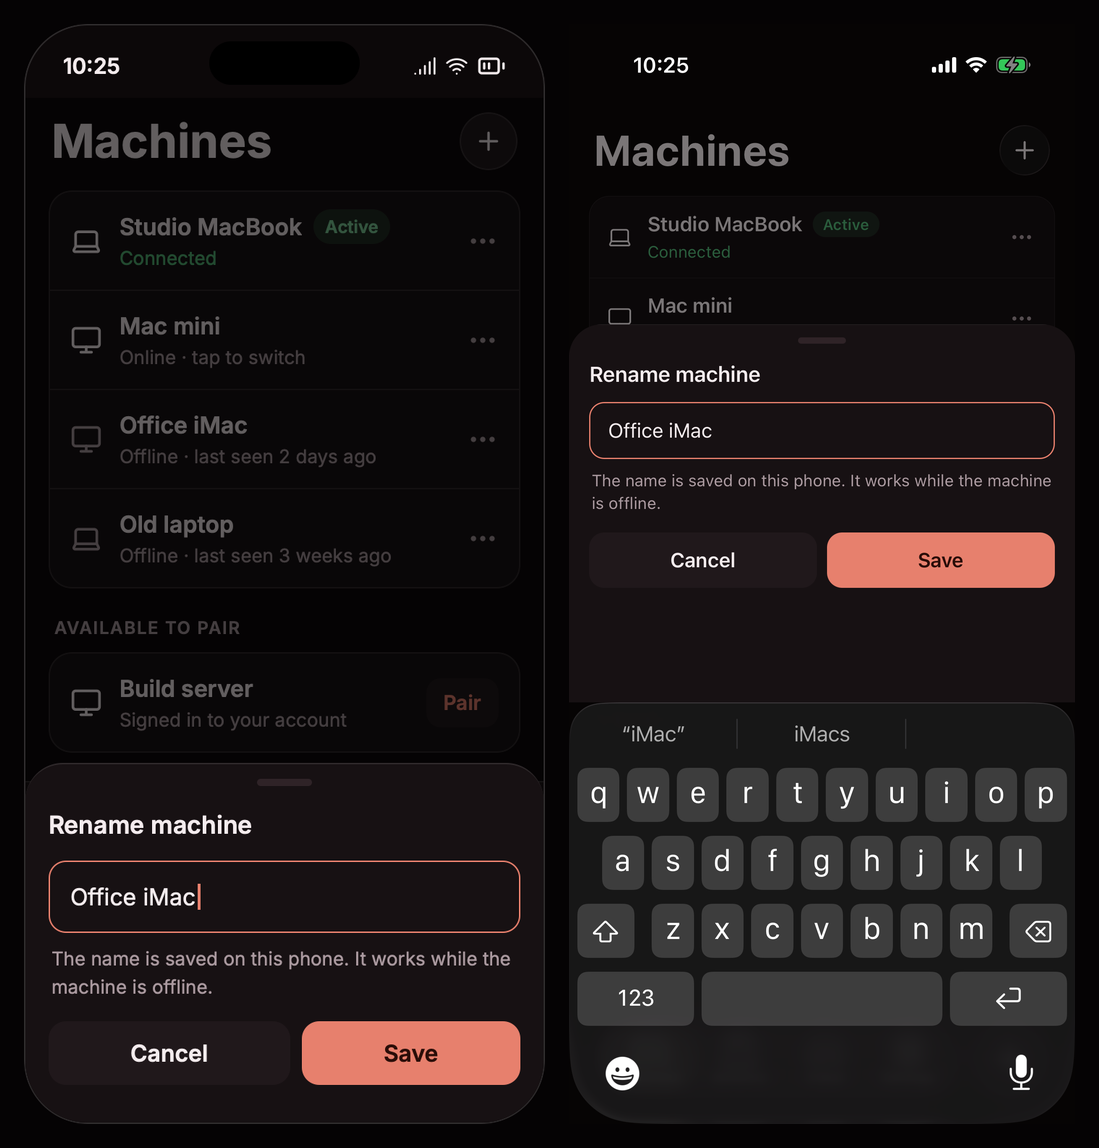 10:25
Machines
Studio MacBook Active
Connected
Mac mini
Online · tap to switch
Office iMac
Offline · last seen 2 days ago
Old laptop
Offline · last seen 3 weeks ago
AVAILABLE TO PAIR
Build server
Signed in to your account
Pair
Rename machine
Office iMac
The name is saved on this phone. It works while the
machine is offline.
Cancel Save
10:25
Machines
Studio MacBook Active
Connected
Mac mini
Rename machine
Office iMac
The name is saved on this phone. It works while the machine
is offline.
Cancel Save
“iMac” iMacs
q w e r t y u i o p
a s d f g h j k l
z x c v b n m
123